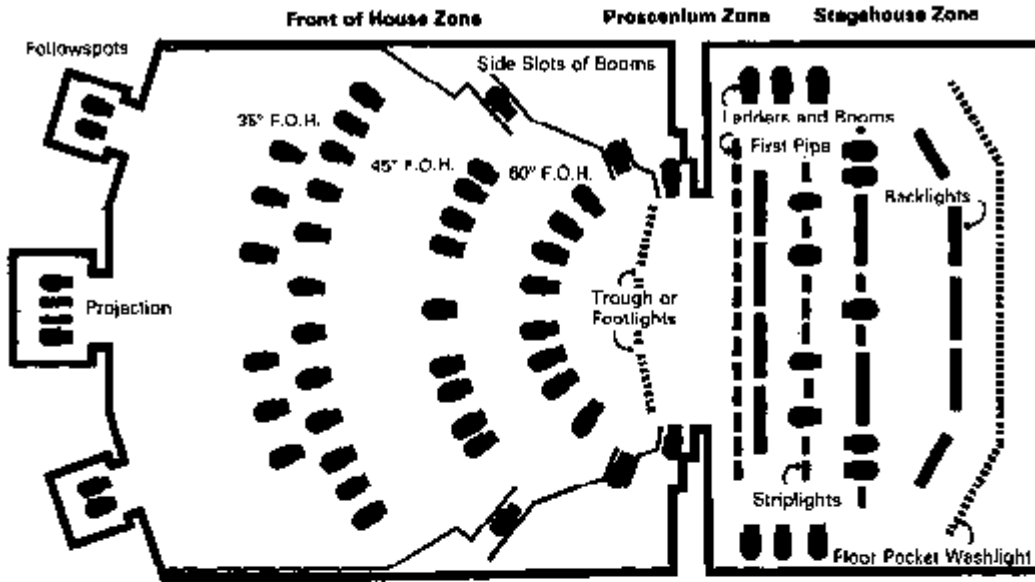 Front of House Zone
Proscenium Zone
Stagehouse Zone
Followspots
Side Slots of Booms
Ladders and Booms
35° F.O.H.
First Pipe
45° F.O.H.
60° F.O.H.
Backlights
Projection
Trough or
Footlights
Striplights
Floor Pocket Washlight